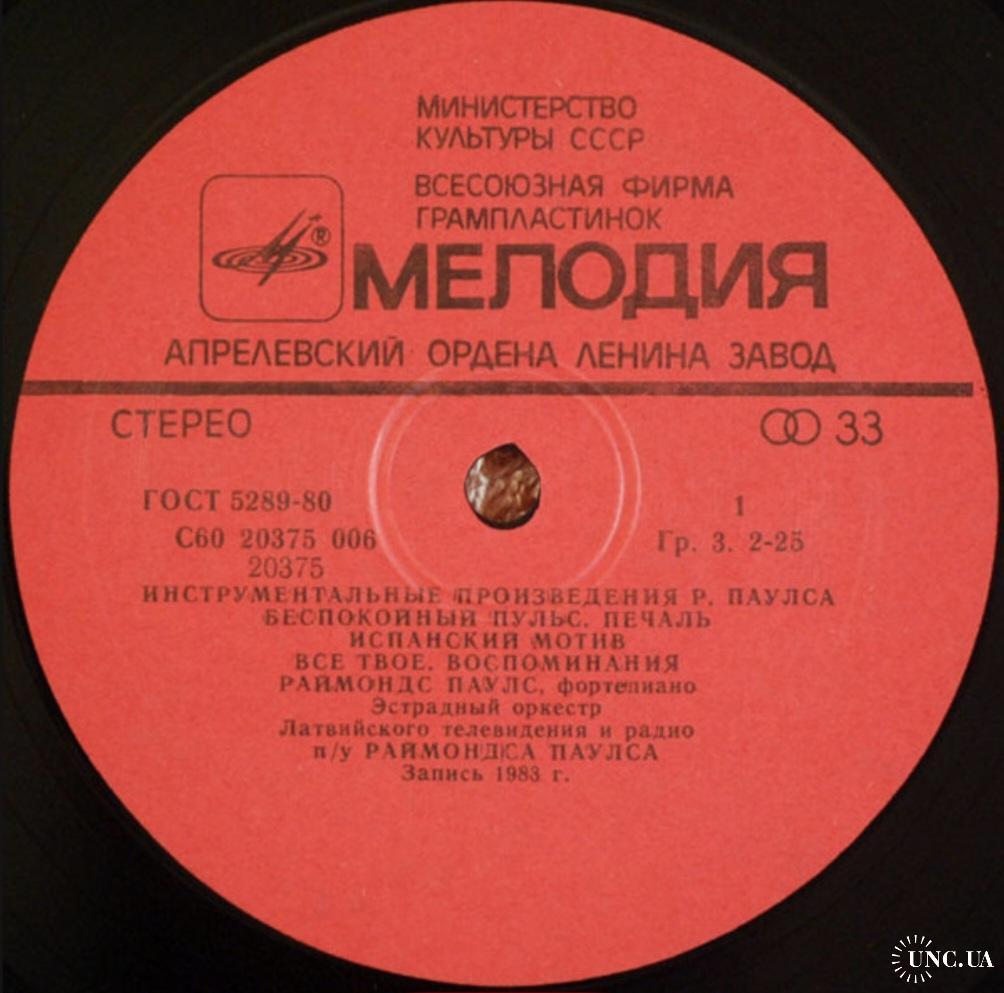 МИНИСТЕРСТВО
КУЛЬТУРЫ СССР
ВСЕСОЮЗНАЯ ФИРМА
ГРАМПЛАСТИНОК
®
МЕЛОДИЯ
АПРЕЛЕВСКИЙ ОРДЕНА ЛЕНИНА ЗАВОД
СТЕРЕО 33
ГОСТ 5289-80 1
С60 20375 006 Гр. 3. 2-25
20375
ИНСТРУМЕНТАЛЬНЫЕ ПРОИЗВЕДЕНИЯ Р. ПАУЛСА
БЕСПОКОЙНЫЙ ПУЛЬС. ПЕЧАЛЬ
ИСПАНСКИЙ МОТИВ
ВСЕ ТВОЕ. ВОСПОМИНАНИЯ
РАЙМОНДС ПАУЛС, фортепиано
Эстрадный оркестр
Латвийского телевидения и радио
п/у РАЙМОНДСА ПАУЛСА
Запись 1983 г.
UNC.UA